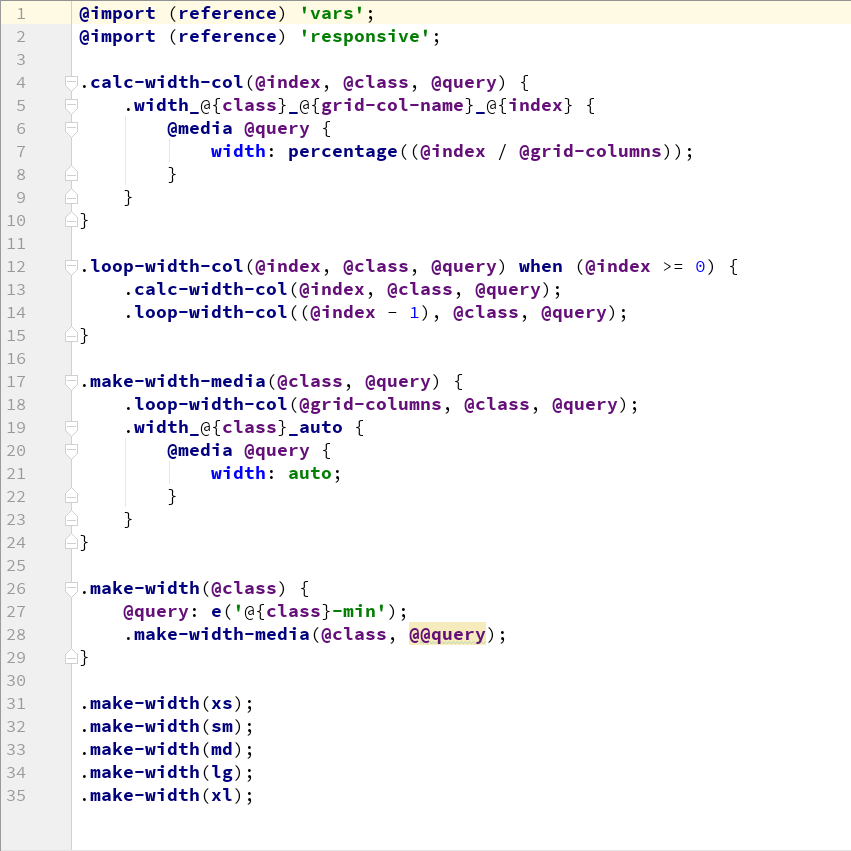 1 @import (reference) 'vars';
2 @import (reference) 'responsive';
3
4 .calc-width-col(@index, @class, @query) {
5     .width_@{class}_@{grid-col-name}_@{index} {
6         @media @query {
7             width: percentage((@index / @grid-columns));
8         }
9     }
10 }
11
12 .loop-width-col(@index, @class, @query) when (@index >= 0) {
13     .calc-width-col(@index, @class, @query);
14     .loop-width-col((@index - 1), @class, @query);
15 }
16
17 .make-width-media(@class, @query) {
18     .loop-width-col(@grid-columns, @class, @query);
19     .width_@{class}_auto {
20         @media @query {
21             width: auto;
22         }
23     }
24 }
25
26 .make-width(@class) {
27     @query: e('@{class}-min');
28     .make-width-media(@class, @@query);
29 }
30
31 .make-width(xs);
32 .make-width(sm);
33 .make-width(md);
34 .make-width(lg);
35 .make-width(xl);